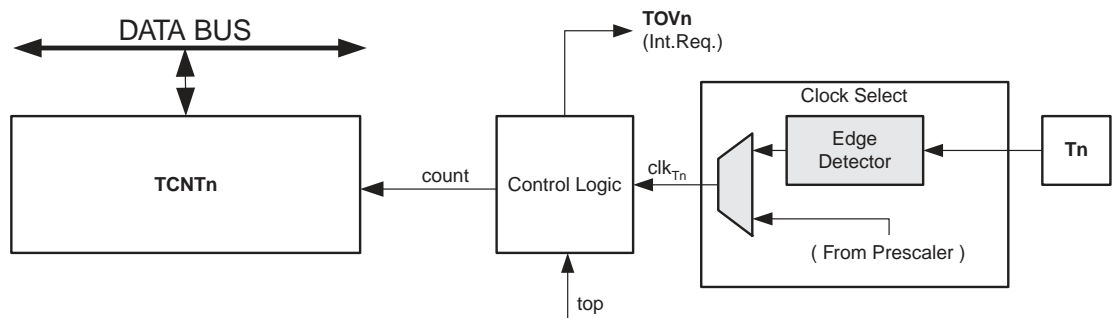 DATA BUS
TOVn
(Int.Req.)
Clock Select
TCNTn
count
Control Logic
clkTn
Edge
Detector
Tn
( From Prescaler )
top